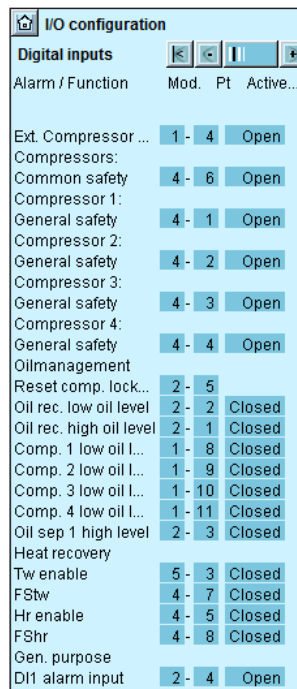 I/O configuration
Digital inputs
Alarm / Function Mod. Pt Active...
Ext. Compressor ... 1 - 4 Open
Compressors:
Common safety 4 - 6 Open
Compressor 1:
General safety 4 - 1 Open
Compressor 2:
General safety 4 - 2 Open
Compressor 3:
General safety 4 - 3 Open
Compressor 4:
General safety 4 - 4 Open
Oilmanagement
Reset comp. lock... 2 - 5
Oil rec. low oil level 2 - 2 Closed
Oil rec. high oil level 2 - 1 Closed
Comp. 1 low oil l... 1 - 8 Closed
Comp. 2 low oil l... 1 - 9 Closed
Comp. 3 low oil l... 1 - 10 Closed
Comp. 4 low oil l... 1 - 11 Closed
Oil sep 1 high level 2 - 3 Closed
Heat recovery
Tw enable 5 - 3 Closed
FStw 4 - 7 Closed
Hr enable 4 - 5 Closed
FShr 4 - 8 Closed
Gen. purpose
DI1 alarm input 2 - 4 Open